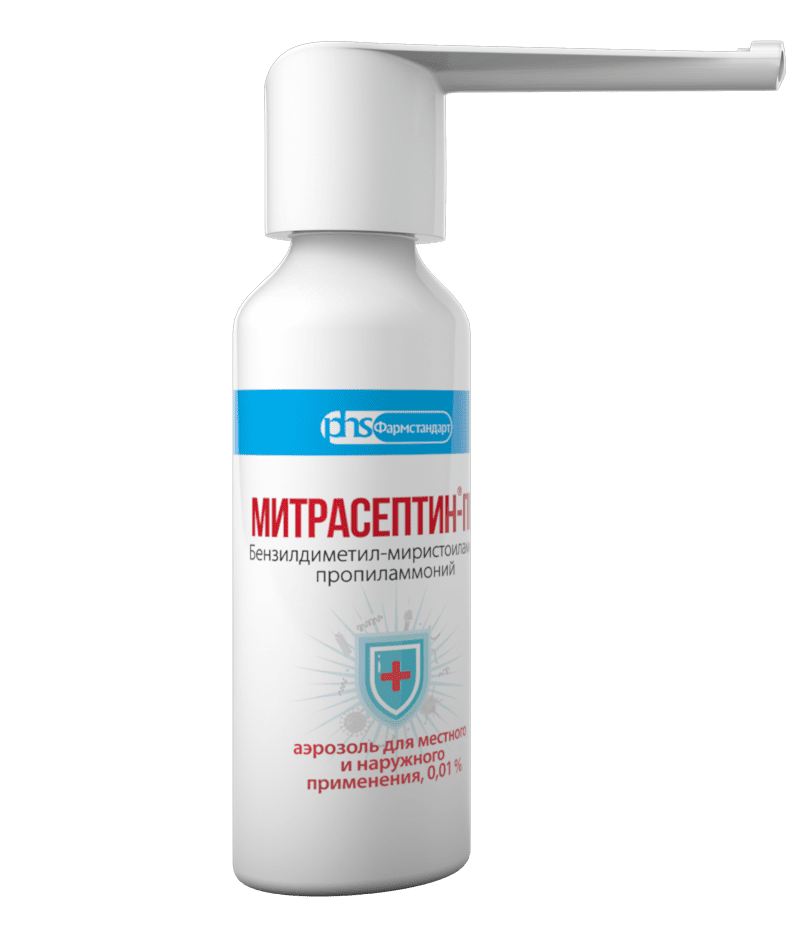 phs Фармстандарт
МИТРАСЕПТИН®-П
Бензилдиметил-миристоилам
пропиламмоний
аэрозоль для местного
и наружного
применения, 0,01 %